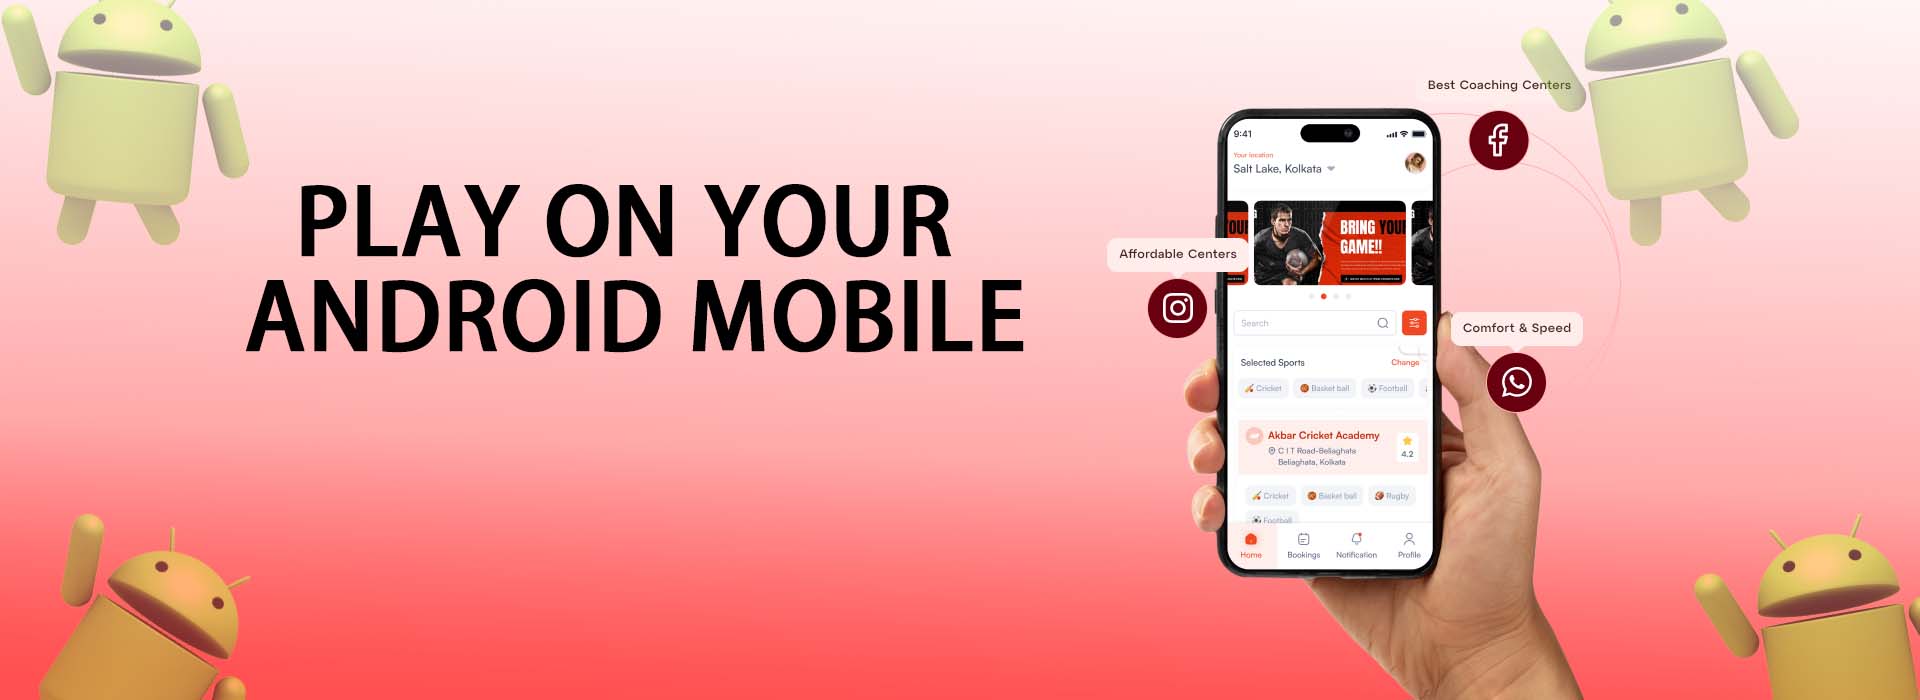 PLAY ON YOUR
ANDROID MOBILE
Best Coaching Centers
Affordable Centers
Comfort & Speed
9:41
Your location
Salt Lake, Kolkata
BRING YOUR
GAME!!
Search
Selected Sports
Change
Cricket
Basket ball
Football
Akbar Cricket Academy
C I T Road-Beliaghata
Beliaghata, Kolkata
4.2
Cricket
Basket ball
Rugby
Football
Home
Bookings
Notification
Profile